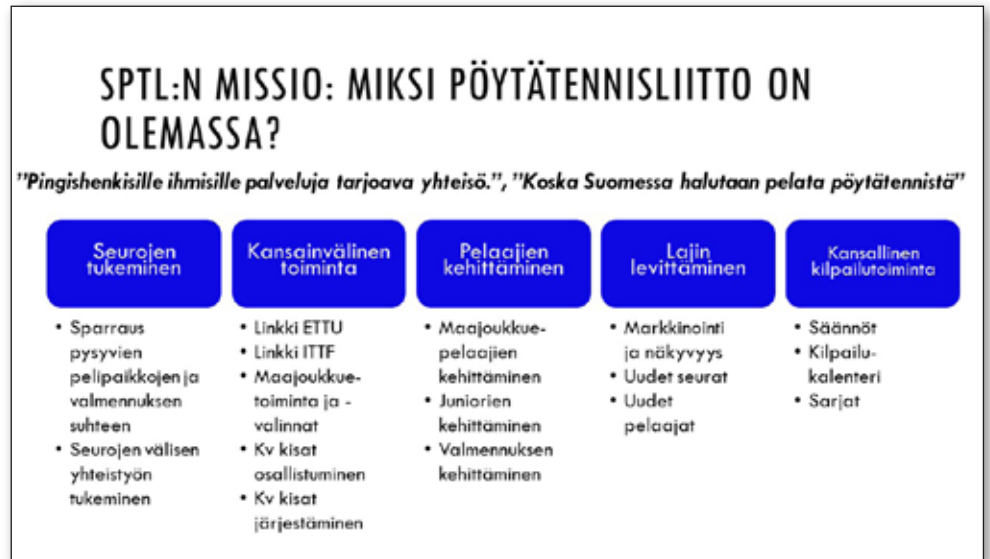 SPTL:N MISSIO: MIKSI PÖYTÄTENNISLIITTO ON
OLEMASSA?
"Pingishenkisille ihmisille palveluja tarjoava yhteisö.", "Koska Suomessa halutaan pelata pöytätennistä"
Seurojen
tukeminen
• Sparraus
pysyvien
pelipaikkojen ja
valmennuksen
suhteen
• Seurojen välisen
yhteistyön
tukeminen
Kansainvälinen
toiminta
• Linkki ETTU
• Linkki ITTF
• Maajoukkue-
toiminta ja -
valinnat
• Kv kisat
osallistuminen
• Kv kisat
järjestäminen
Pelaajien
kehittäminen
• Maajoukkue-
pelaajien
kehittäminen
• Juniorien
kehittäminen
• Valmennuksen
kehittäminen
Lajin
levittäminen
• Markkinointi
ja näkyvyys
• Uudet seurat
• Uudet
pelaajat
Kansallinen
kilpailutoiminta
• Säännöt
• Kilpailu-
kalenteri
• Sarjat